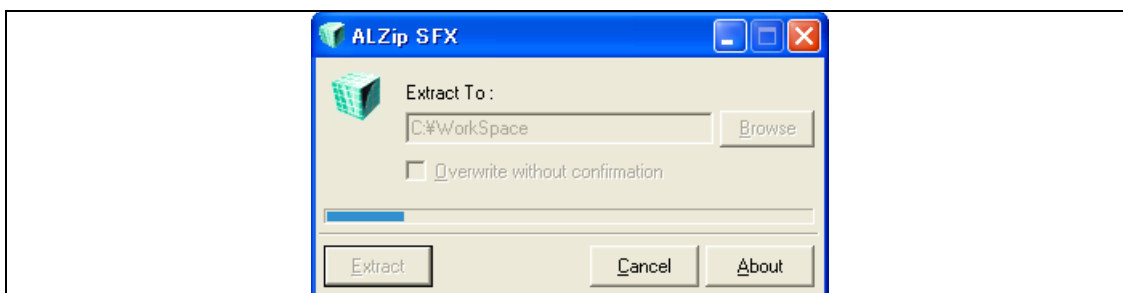 ALZip SFX
Extract To :
C:¥WorkSpace
Browse
Overwrite without confirmation
Extract
Cancel
About